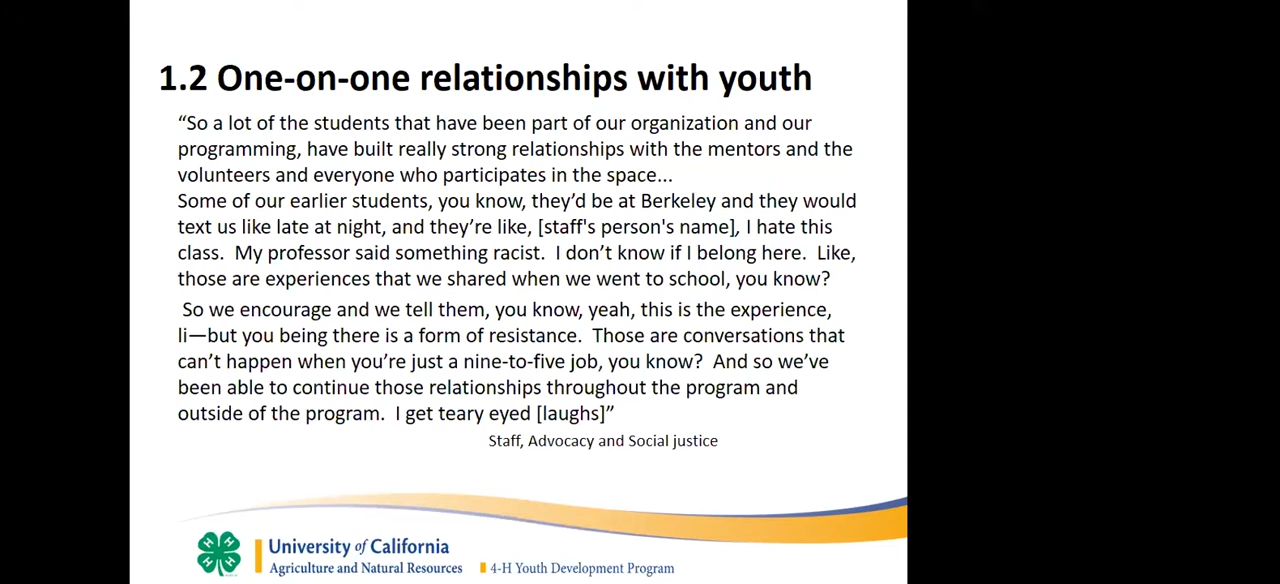 1.2 One-on-one relationships with youth
“So a lot of the students that have been part of our organization and our
programming, have built really strong relationships with the mentors and the
volunteers and everyone who participates in the space...
Some of our earlier students, you know, they’d be at Berkeley and they would
text us like late at night, and they’re like, [staff's person's name], I hate this
class.  My professor said something racist.  I don’t know if I belong here.  Like,
those are experiences that we shared when we went to school, you know?
So we encourage and we tell them, you know, yeah, this is the experience,
li—but you being there is a form of resistance.  Those are conversations that
can’t happen when you’re just a nine-to-five job, you know?  And so we’ve
been able to continue those relationships throughout the program and
outside of the program.  I get teary eyed [laughs]”
Staff, Advocacy and Social justice
H H H H
University of California
Agriculture and Natural Resources
4-H Youth Development Program